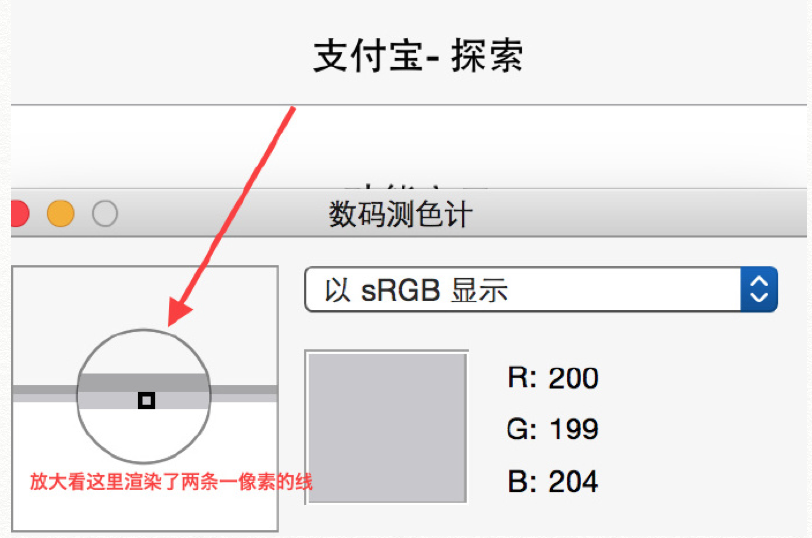 支付宝- 探索
数码测色计
以 sRGB 显示
R: 200
G: 199
B: 204
放大看这里渲染了两条一像素的线